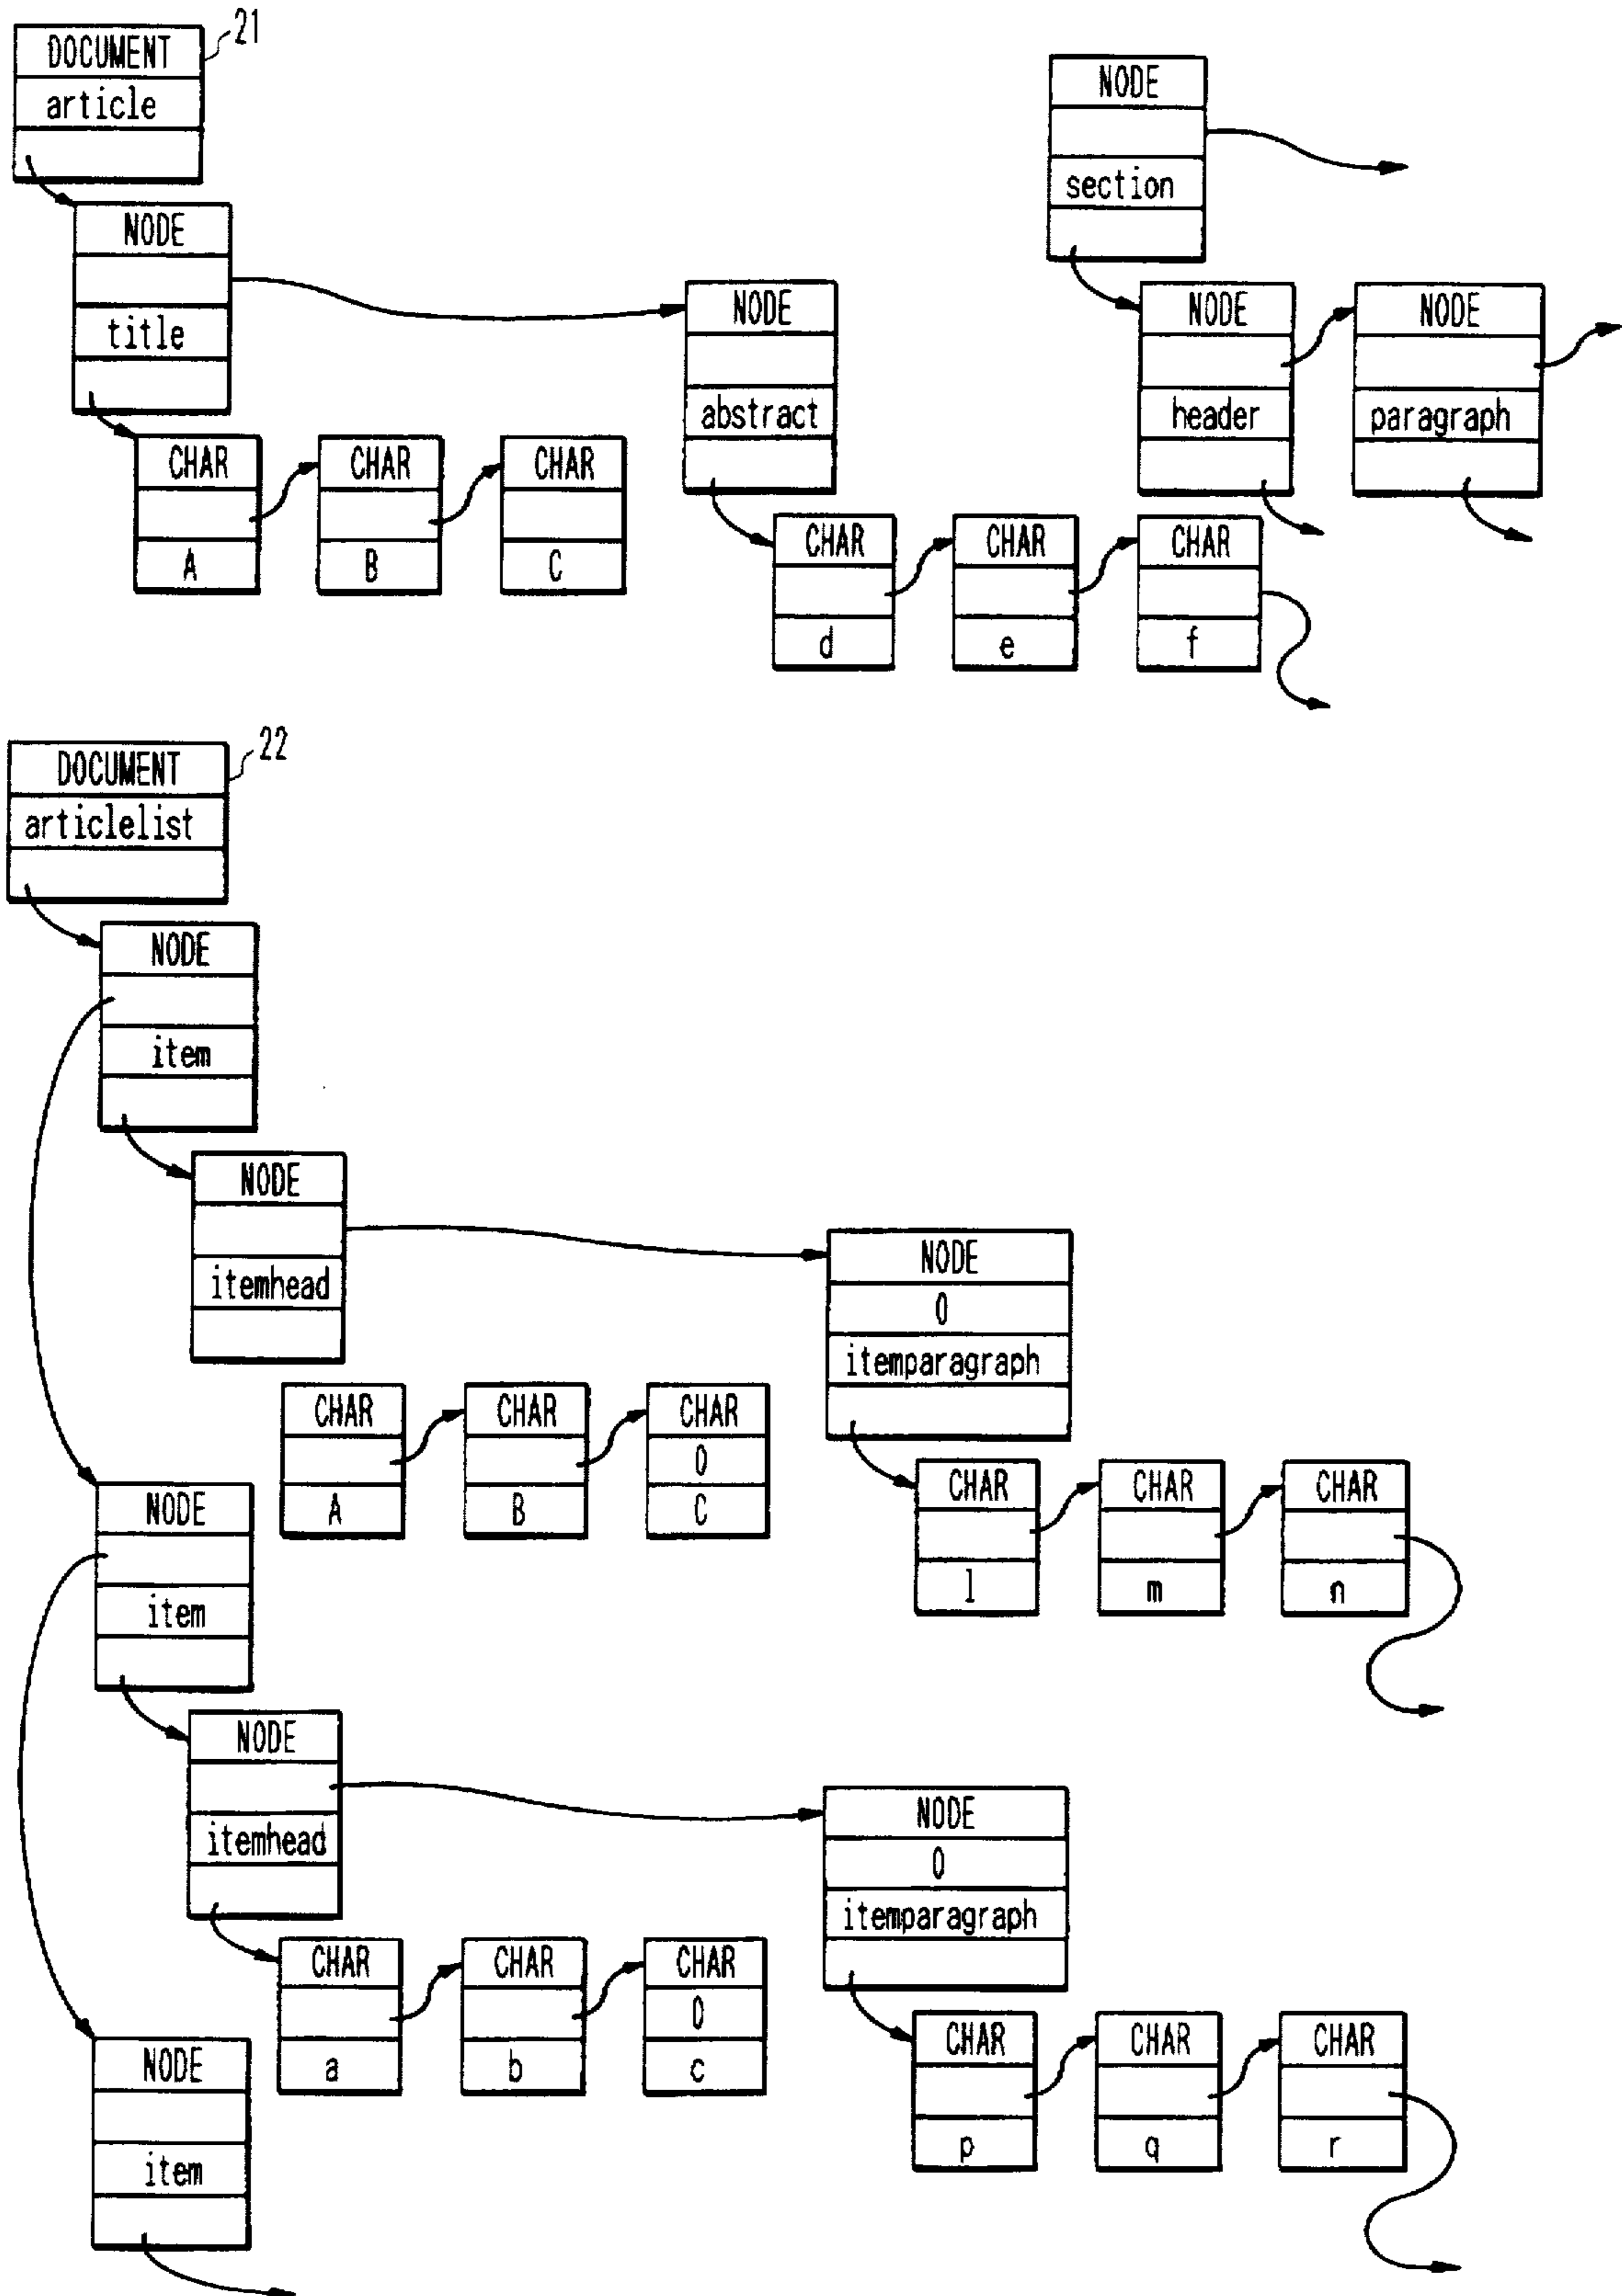 DOCUMENT
article
21
NODE
title
CHAR
A
CHAR
B
CHAR
C
NODE
abstract
CHAR
d
CHAR
e
CHAR
f
NODE
section
NODE
header
NODE
paragraph
DOCUMENT
articlelist
22
NODE
item
NODE
itemhead
CHAR
A
CHAR
B
CHAR
0
C
NODE
0
itemparagraph
CHAR
l
CHAR
m
CHAR
n
NODE
item
NODE
itemhead
CHAR
a
CHAR
b
CHAR
0
c
NODE
0
itemparagraph
CHAR
p
CHAR
q
CHAR
r
NODE
item